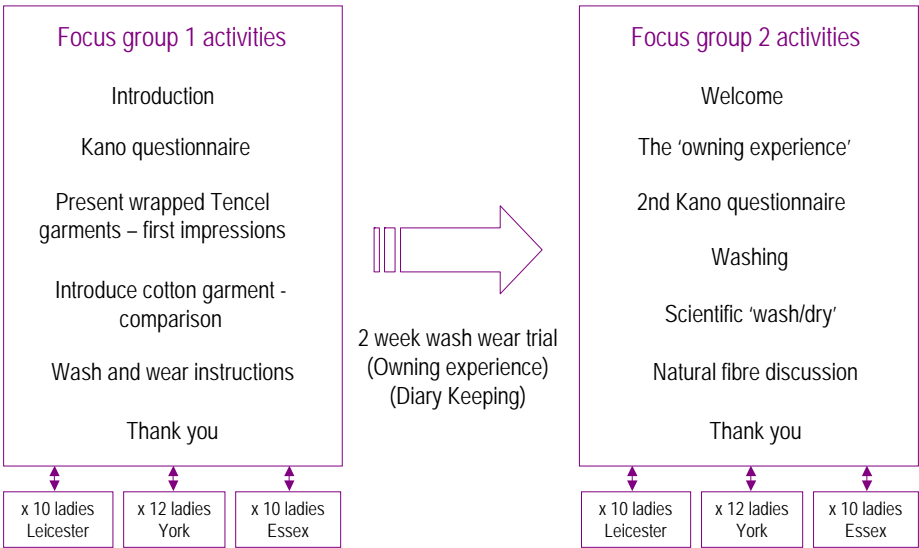 Focus group 1 activities
Introduction
Kano questionnaire
Present wrapped Tencel
garments – first impressions
Introduce cotton garment -
comparison
Wash and wear instructions
Thank you
x 10 ladies
Leicester
x 12 ladies
York
x 10 ladies
Essex
2 week wash wear trial
(Owning experience)
(Diary Keeping)
Focus group 2 activities
Welcome
The ‘owning experience’
2nd Kano questionnaire
Washing
Scientific ‘wash/dry’
Natural fibre discussion
Thank you
x 10 ladies
Leicester
x 12 ladies
York
x 10 ladies
Essex